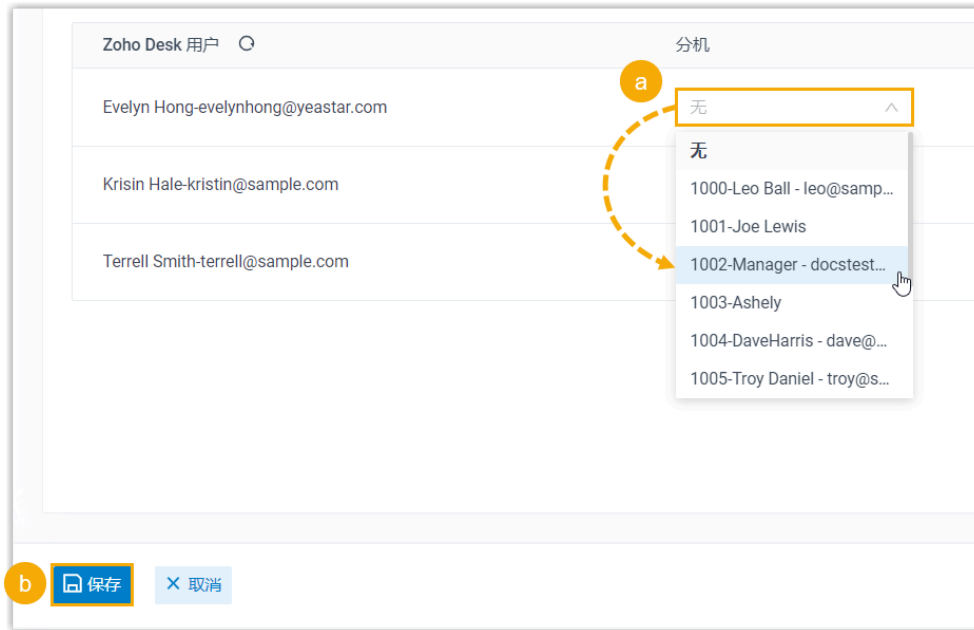 Zoho Desk 用户
分机
a
Evelyn Hong-evelynhong@yeastar.com
无
无
Krisin Hale-kristin@sample.com
1000-Leo Ball - leo@samp...
1001-Joe Lewis
Terrell Smith-terrell@sample.com
1002-Manager - docstest...
1003-Ashely
1004-DaveHarris - dave@...
1005-Troy Daniel - troy@s...
b
保存
取消